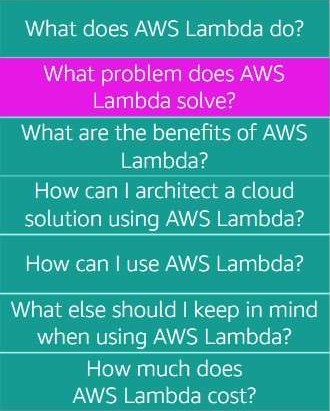 What does AWS Lambda do?
What problem does AWS
Lambda solve?
What are the benefits of AWS
Lambda?
How can I architect a cloud
solution using AWS Lambda?
How can I use AWS Lambda?
What else should I keep in mind
when using AWS Lambda?
How much does
AWS Lambda cost?